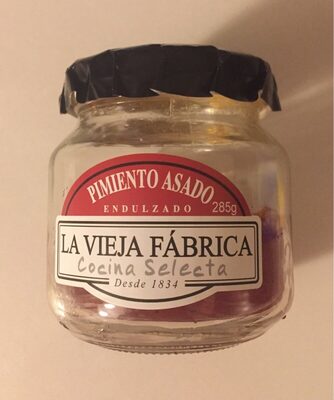 PIMIENTO ASADO
ENDULZADO
285g
LA VIEJA FÁBRICA
Cocina Selecta
Desde 1834